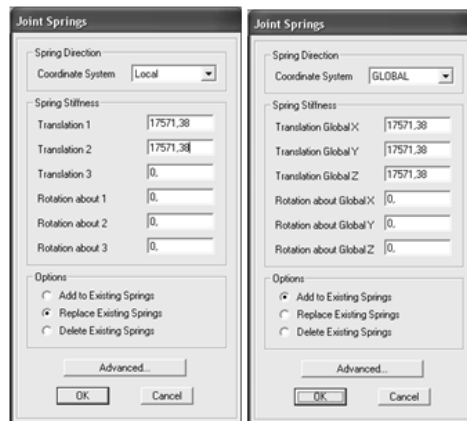 Joint Springs
Spring Direction
Coordinate System Local
Spring Stiffness
Translation 1 17571,38
Translation 2 17571,38
Translation 3 0,
Rotation about 1 0,
Rotation about 2 0,
Rotation about 3 0,
Options
Add to Existing Springs
Replace Existing Springs
Delete Existing Springs
Advanced...
OK Cancel
Joint Springs
Spring Direction
Coordinate System GLOBAL
Spring Stiffness
Translation Global X 17571,38
Translation Global Y 17571,38
Translation Global Z 17571,38
Rotation about Global X 0,
Rotation about Global Y 0,
Rotation about Global Z 0,
Options
Add to Existing Springs
Replace Existing Springs
Delete Existing Springs
Advanced...
OK Cancel